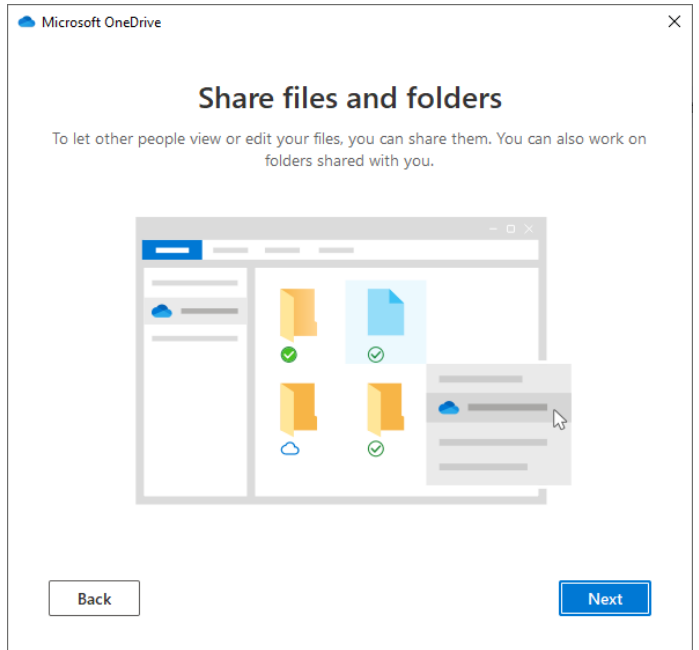 Microsoft OneDrive
Share files and folders
To let other people view or edit your files, you can share them. You can also work on
folders shared with you.
Back
Next